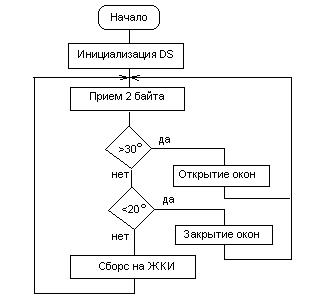 Начало
Инициализация DS
Прием 2 байта
>30°
да
Открытие окон
нет
<20°
да
Закрытие окон
нет
Сборс на ЖКИ